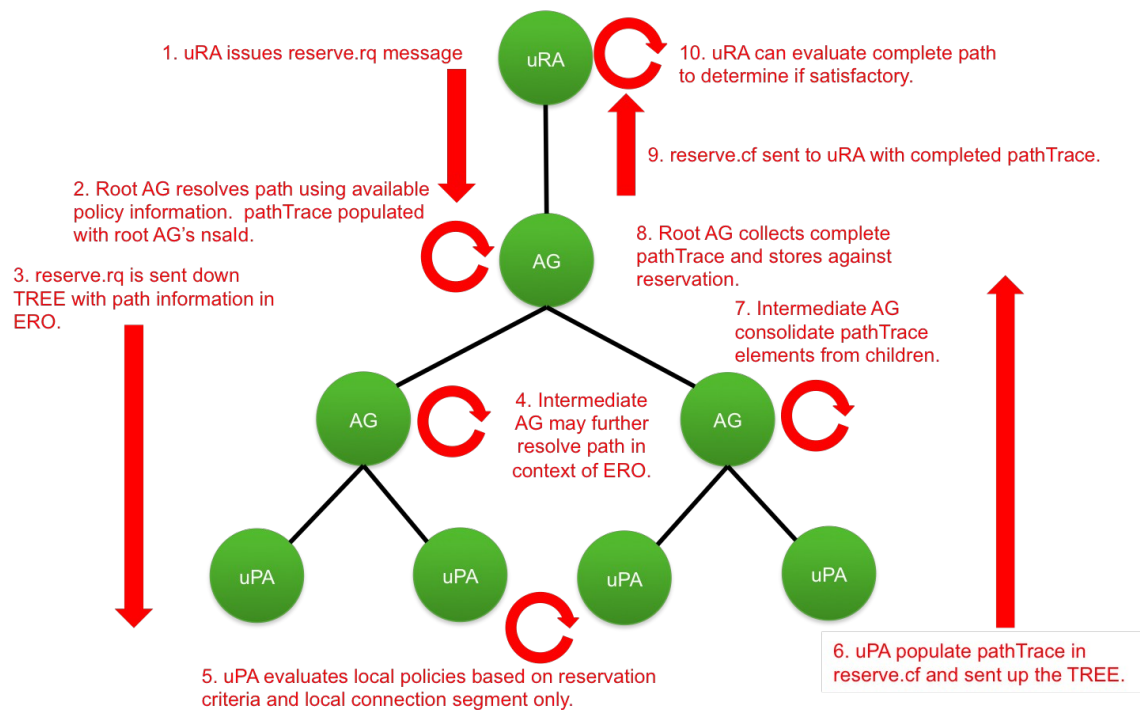 1. uRA issues reserve.rq message
uRA
10. uRA can evaluate complete path
to determine if satisfactory.
9. reserve.cf sent to uRA with completed pathTrace.
2. Root AG resolves path using available
policy information.  pathTrace populated
with root AG's nsaId.
AG
8. Root AG collects complete
pathTrace and stores against
reservation.
3. reserve.rq is sent down
TREE with path information in
ERO.
7. Intermediate AG
consolidate pathTrace
elements from children.
AG
4. Intermediate
AG may further
resolve path in
context of ERO.
AG
uPA
uPA
uPA
uPA
5. uPA evaluates local policies based on reservation
criteria and local connection segment only.
6. uPA populate pathTrace in
reserve.cf and sent up the TREE.